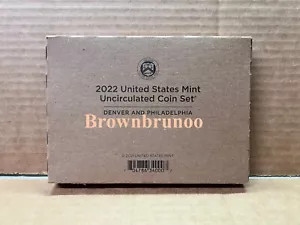 2022 United States Mint
Uncirculated Coin Set®
DENVER AND PHILADELPHIA
Brownbrunoo